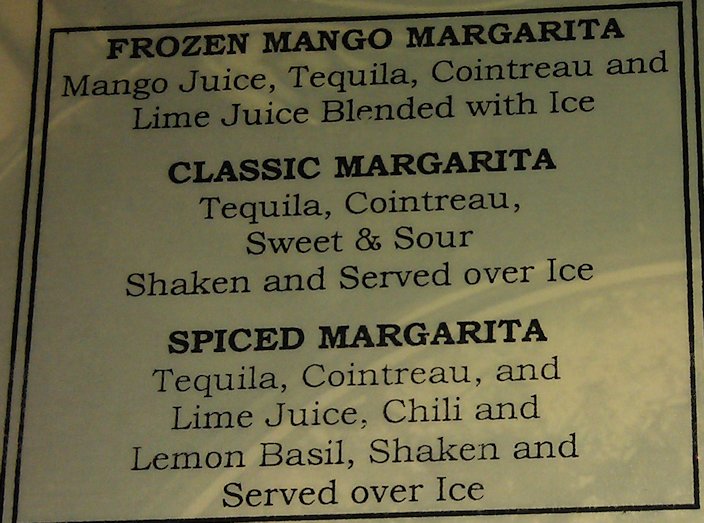 FROZEN MANGO MARGARITA
Mango Juice, Tequila, Cointreau and
Lime Juice Blended with Ice
CLASSIC MARGARITA
Tequila, Cointreau,
Sweet & Sour
Shaken and Served over Ice
SPICED MARGARITA
Tequila, Cointreau, and
Lime Juice, Chili and
Lemon Basil, Shaken and
Served over Ice